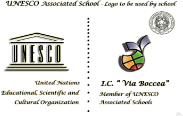 UNESCO Associated School - Logo to be used by school
UNESCO
United Nations
Educational, Scientific and
Cultural Organization
I.C. " Via Boccea"
Member of UNESCO
Associated Schools